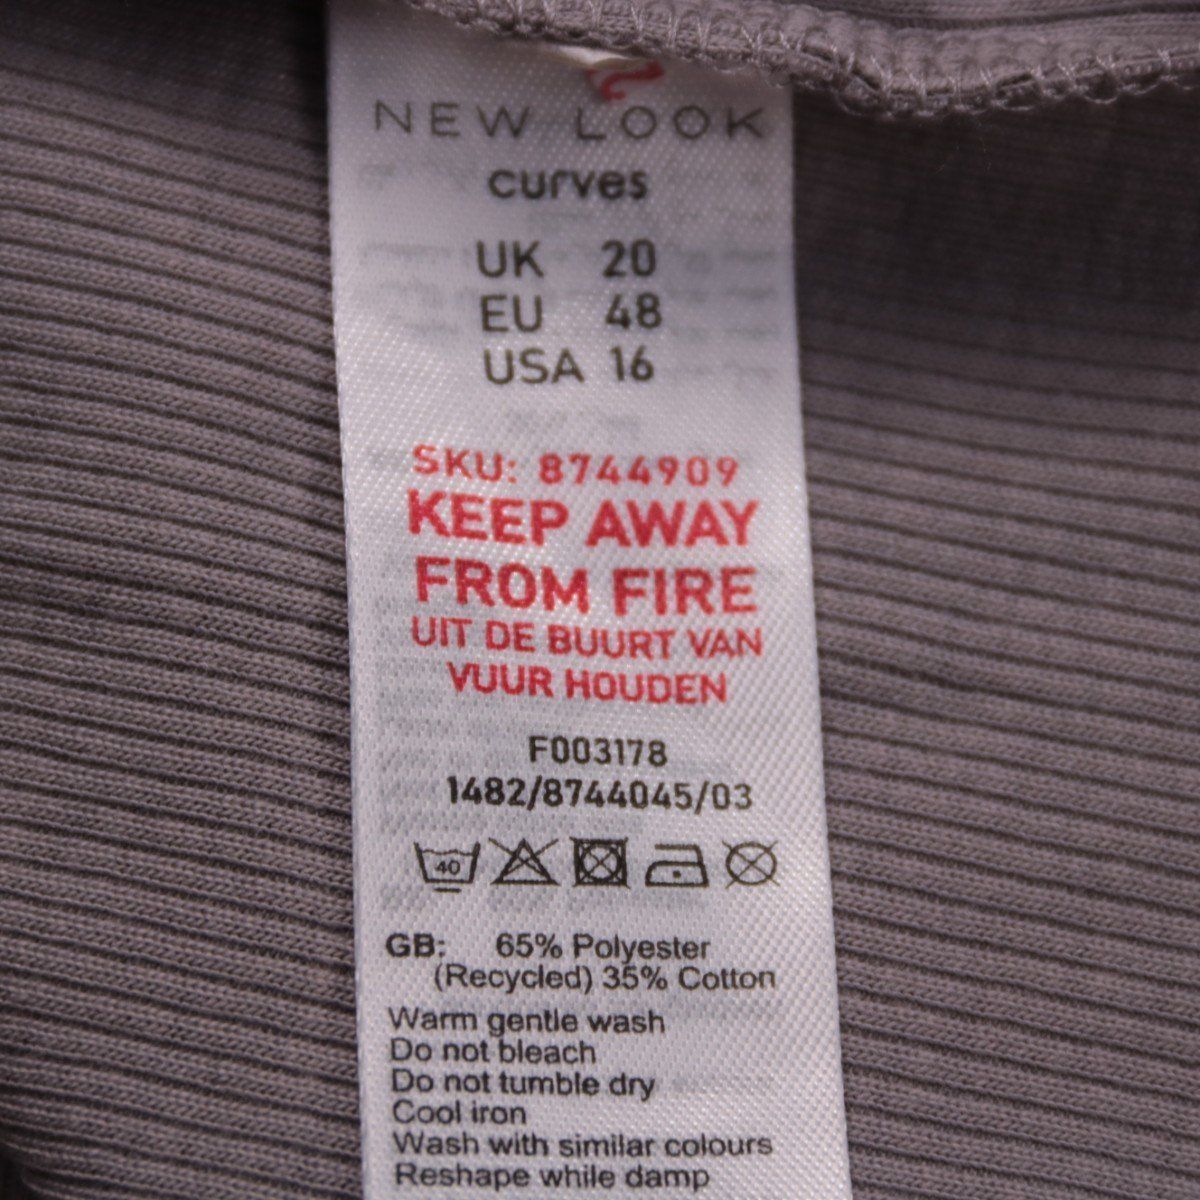 NEW LOOK
curves
UK 20
EU 48
USA 16
SKU: 8744909
KEEP AWAY
FROM FIRE
UIT DE BUURT VAN
VUUR HOUDEN
F003178
1482/8744045/03
40
GB: 65% Polyester
(Recycled) 35% Cotton
Warm gentle wash
Do not bleach
Do not tumble dry
Cool iron
Wash with similar colours
Reshape while damp